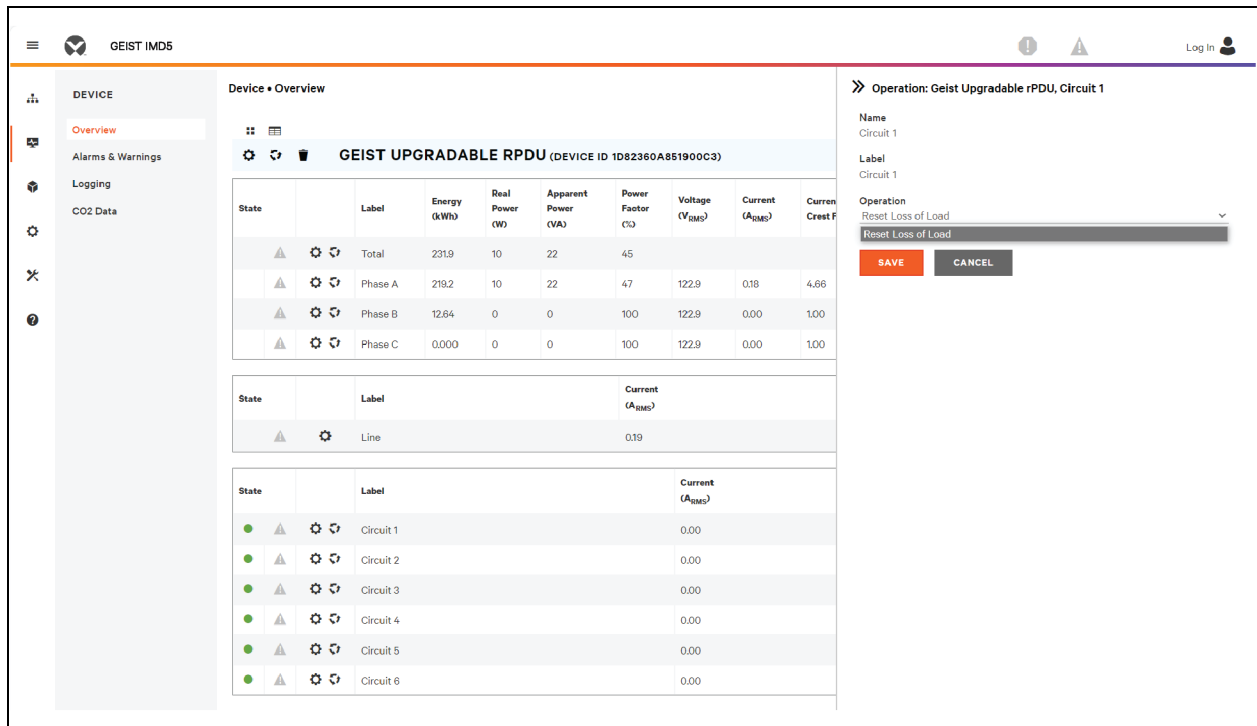 GEIST IMD5
Log In
DEVICE
Overview
Alarms & Warnings
Logging
CO2 Data
Device • Overview
GEIST UPGRADABLE RPDU (DEVICE ID 1D82360A851900C3)
State Label Energy (kWh) Real Power (W) Apparent Power (VA) Power Factor (%) Voltage (VRMS) Current (ARMS) Curren Crest F
Total 231.9 10 22 45
Phase A 219.2 10 22 47 122.9 0.18 4.66
Phase B 12.64 0 0 100 122.9 0.00 1.00
Phase C 0.000 0 0 100 122.9 0.00 1.00
State Label Current (ARMS)
Line 0.19
State Label Current (ARMS)
Circuit 1 0.00
Circuit 2 0.00
Circuit 3 0.00
Circuit 4 0.00
Circuit 5 0.00
Circuit 6 0.00
Operation: Geist Upgradable rPDU, Circuit 1
Name
Circuit 1
Label
Circuit 1
Operation
Reset Loss of Load
Reset Loss of Load
SAVE CANCEL